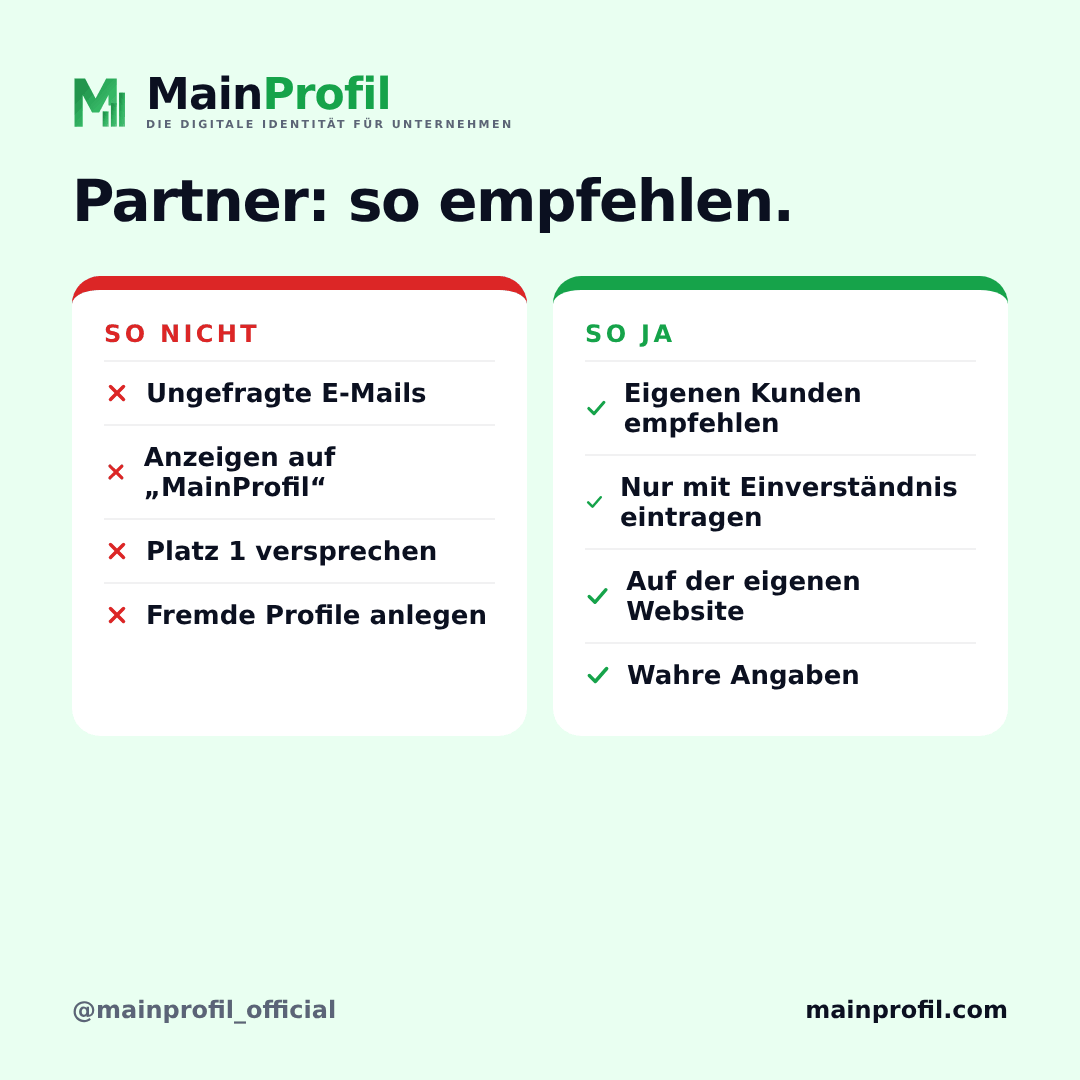 MainProfil
DIE DIGITALE IDENTITÄT FÜR UNTERNEHMEN
Partner: so empfehlen.
SO NICHT
Ungefragte E-Mails
Anzeigen auf
„MainProfil“
Platz 1 versprechen
Fremde Profile anlegen
SO JA
Eigenen Kunden
empfehlen
Nur mit Einverständnis
eintragen
Auf der eigenen
Website
Wahre Angaben
@mainprofil_official
mainprofil.com